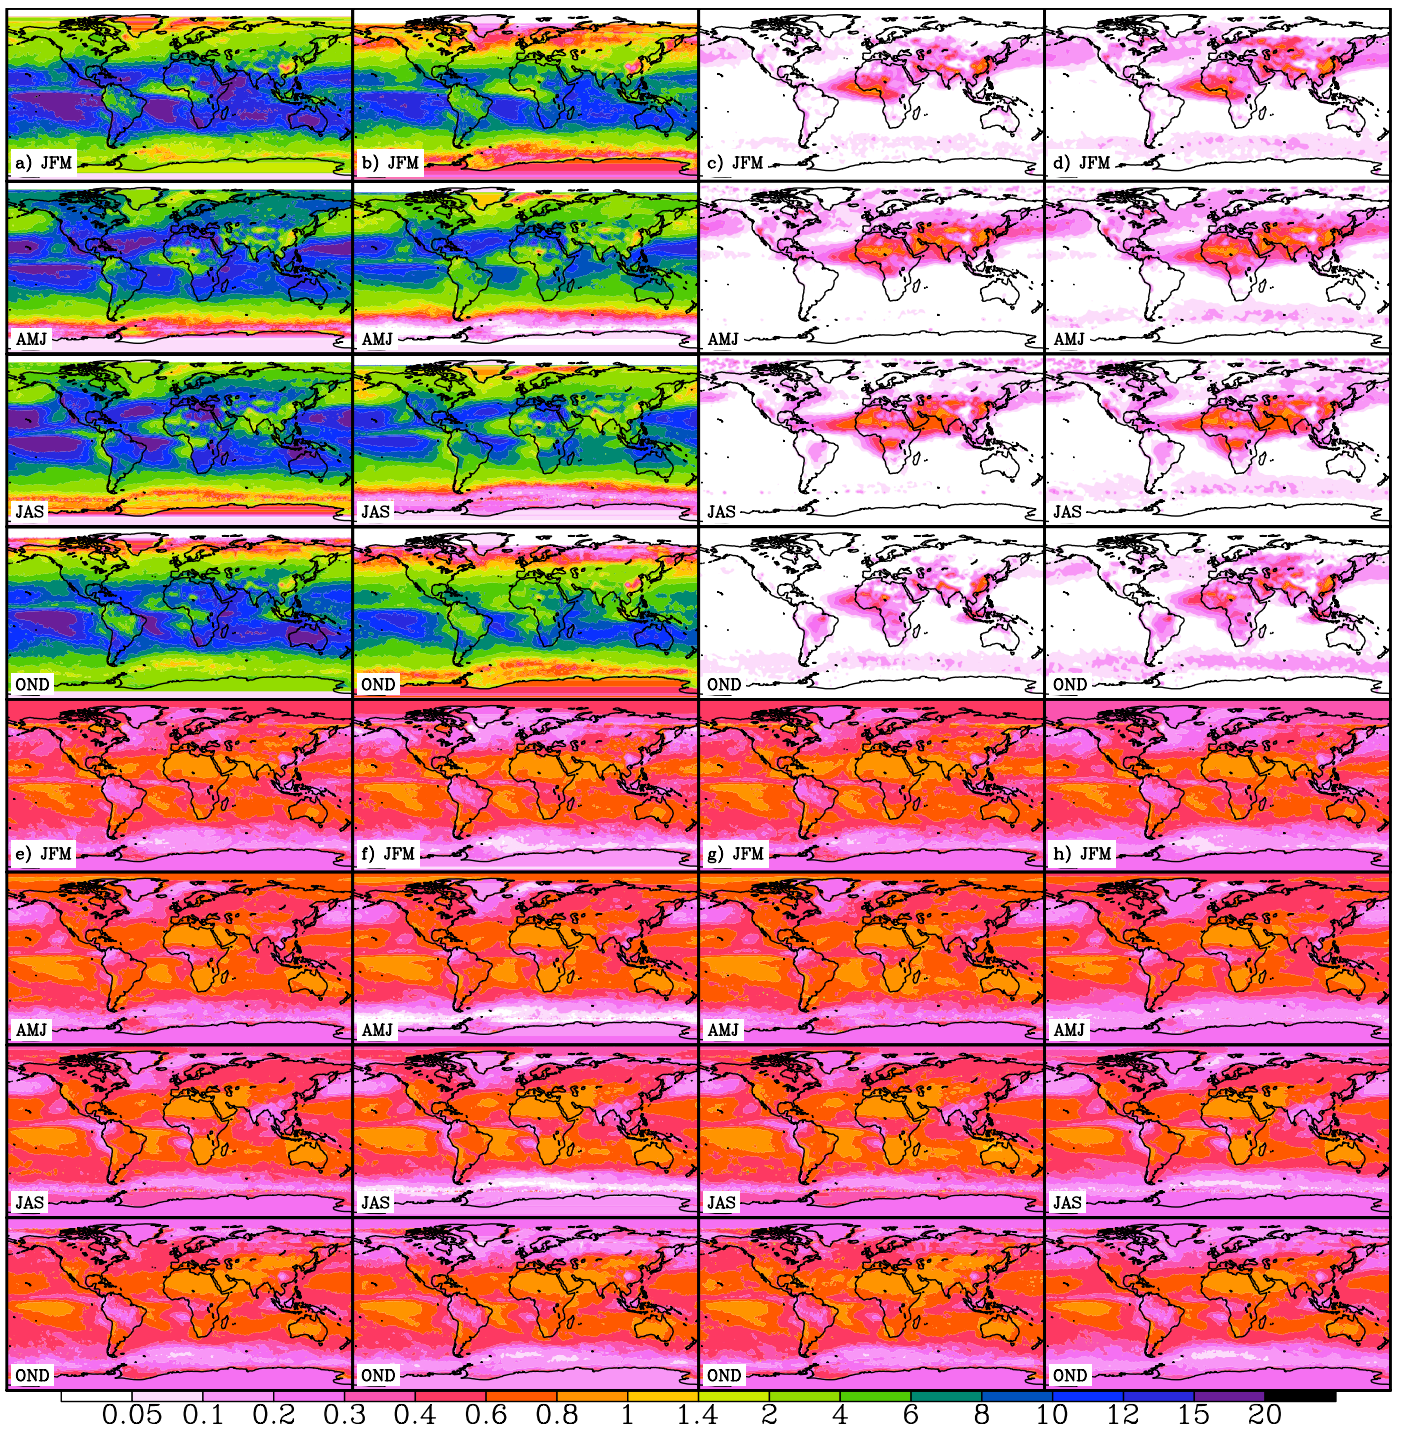 a) JFM b) JFM c) JFM d) JFM
AMJ AMJ AMJ AMJ
JAS JAS JAS JAS
OND OND OND OND
e) JFM f) JFM g) JFM h) JFM
AMJ AMJ AMJ AMJ
JAS JAS JAS JAS
OND OND OND OND
0.05 0.1 0.2 0.3 0.4 0.6 0.8 1 1.4 2 4 6 8 10 12 15 20